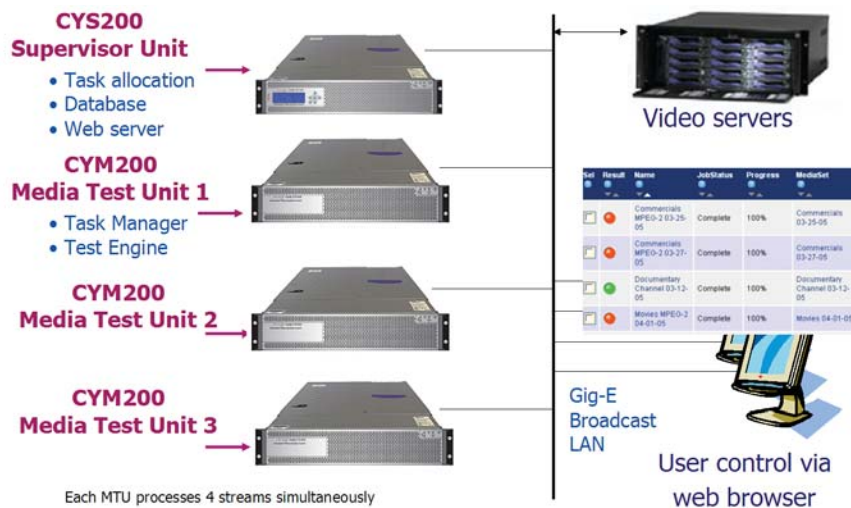 CYS200
Supervisor Unit
• Task allocation
• Database
• Web server
CYM200
Media Test Unit 1
• Task Manager
• Test Engine
CYM200
Media Test Unit 2
CYM200
Media Test Unit 3
Each MTU processes 4 streams simultaneously
Video servers
Sel Result Name JobStatus Progress MediaSet
Commercials
MPEO-2 03-25-
05
Complete 100%
Commercials
03-25-05
Commercials
MPEO-2 03-27-
05
Complete 100%
Commercials
03-27-05
Documentary
Channel 03-12-
05
Complete 100%
Documentary
Channel 03-12-
05
Movies MPEO-2
04-01-05
Complete 100%
Movies 04-01-05
Gig-E
Broadcast
LAN
User control via
web browser